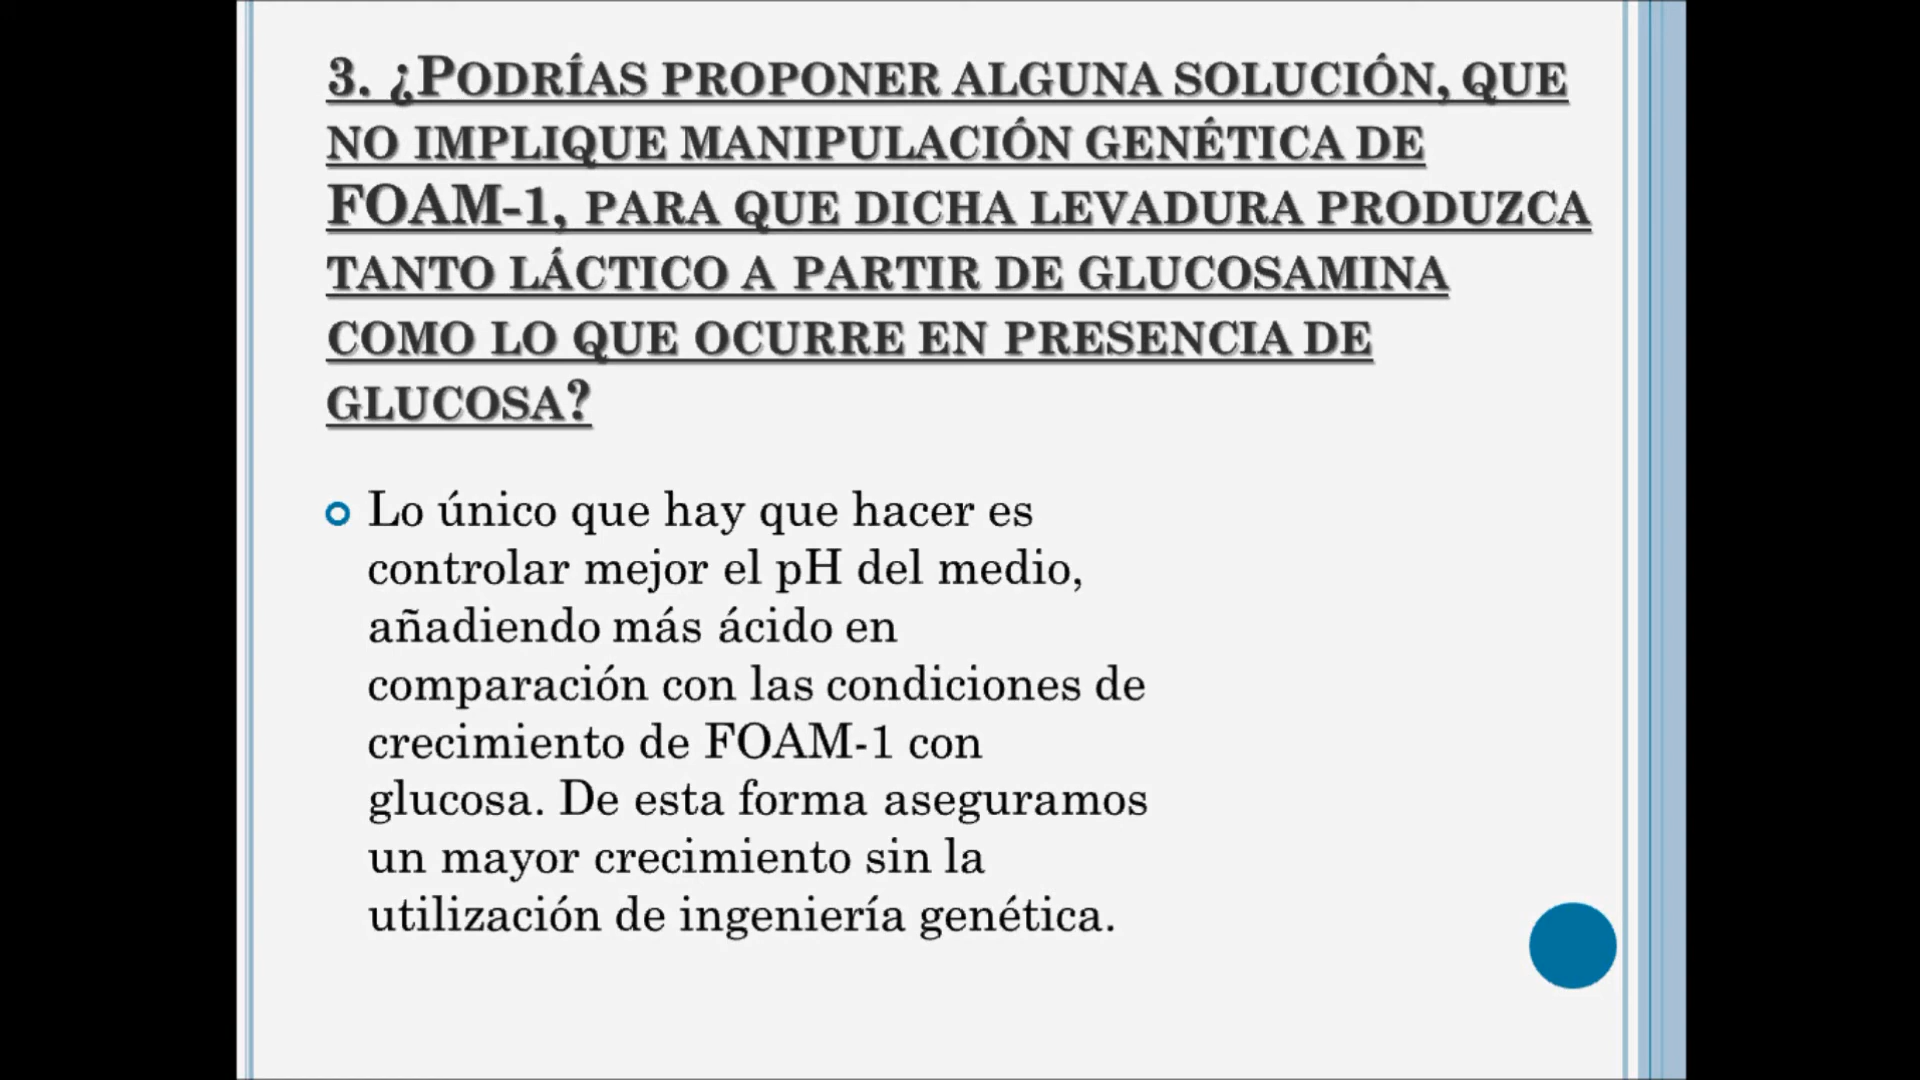 3. ¿PODRÍAS PROPONER ALGUNA SOLUCIÓN, QUE
NO IMPLIQUE MANIPULACIÓN GENÉTICA DE
FOAM-1, PARA QUE DICHA LEVADURA PRODUZCA
TANTO LÁCTICO A PARTIR DE GLUCOSAMINA
COMO LO QUE OCURRE EN PRESENCIA DE
GLUCOSA?
Lo único que hay que hacer es
controlar mejor el pH del medio,
añadiendo más ácido en
comparación con las condiciones de
crecimiento de FOAM-1 con
glucosa. De esta forma aseguramos
un mayor crecimiento sin la
utilización de ingeniería genética.